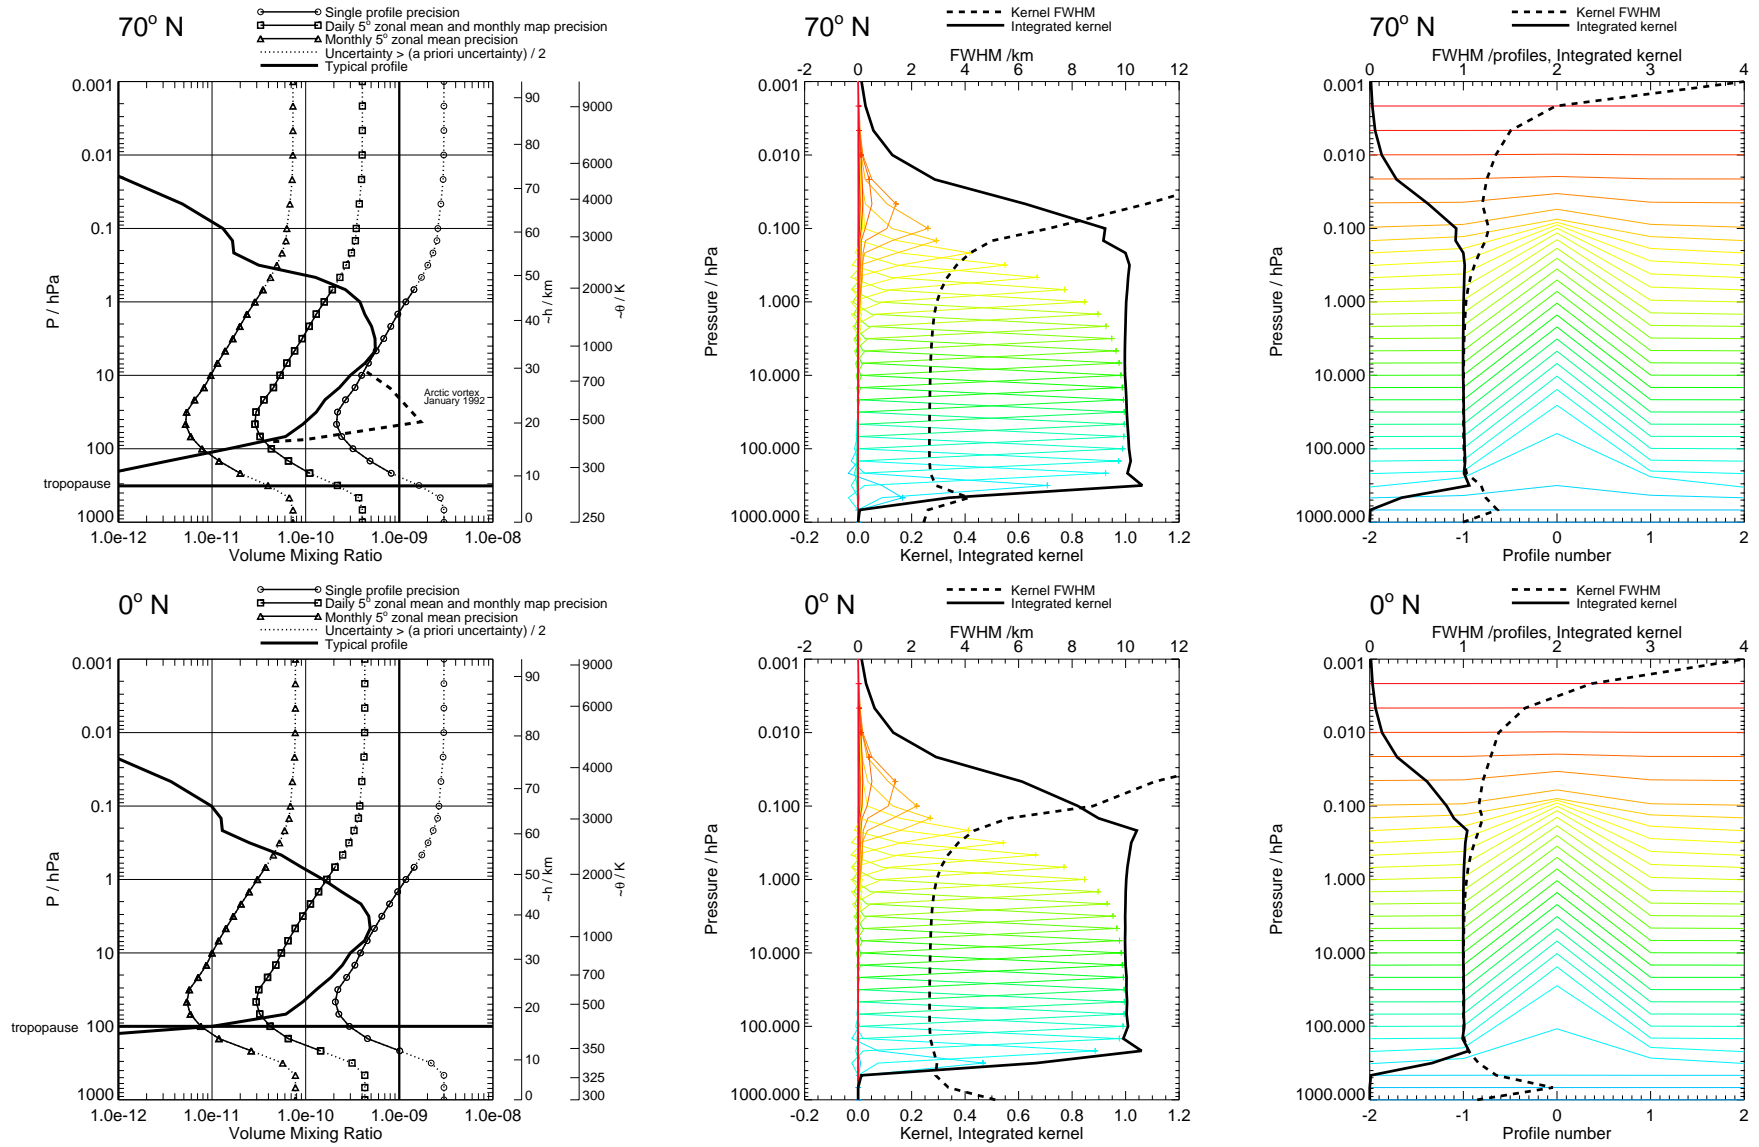 70° N
Single profile precision
Daily 5° zonal mean and monthly map precision
Monthly 5° zonal mean precision
Uncertainty > (a priori uncertainty) / 2
Typical profile
0.001
0.01
0.1
1
10
100
1000
tropopause
P / hPa
1.0e-12 1.0e-11 1.0e-10 1.0e-09 1.0e-08
Volume Mixing Ratio
Arctic vortex
January 1992
90
80
70
60
50
40
30
20
10
0
~h / km
9000
6000
4000
3000
2000
1000
700
500
300
250
~θ / K
70° N
Kernel FWHM
Integrated kernel
FWHM /km
0 2 4 6 8 10 12
0.001
0.010
0.100
1.000
10.000
100.000
1000.000
Pressure / hPa
-0.2 0.0 0.2 0.4 0.6 0.8 1.0 1.2
Kernel, Integrated kernel
70° N
Kernel FWHM
Integrated kernel
FWHM /profiles, Integrated kernel
0 1 2 3 4
0.001
0.010
0.100
1.000
10.000
100.000
1000.000
Pressure / hPa
-2 -1 0 1 2
Profile number
0° N
Single profile precision
Daily 5° zonal mean and monthly map precision
Monthly 5° zonal mean precision
Uncertainty > (a priori uncertainty) / 2
Typical profile
0.001
0.01
0.1
1
10
100
1000
tropopause
P / hPa
1.0e-12 1.0e-11 1.0e-10 1.0e-09 1.0e-08
Volume Mixing Ratio
90
80
70
60
50
40
30
20
10
0
~h / km
9000
6000
4000
3000
2000
1000
700
500
350
325
300
~θ / K
0° N
Kernel FWHM
Integrated kernel
FWHM /km
0 2 4 6 8 10 12
0.001
0.010
0.100
1.000
10.000
100.000
1000.000
Pressure / hPa
-0.2 0.0 0.2 0.4 0.6 0.8 1.0 1.2
Kernel, Integrated kernel
0° N
Kernel FWHM
Integrated kernel
FWHM /profiles, Integrated kernel
0 1 2 3 4
0.001
0.010
0.100
1.000
10.000
100.000
1000.000
Pressure / hPa
-2 -1 0 1 2
Profile number